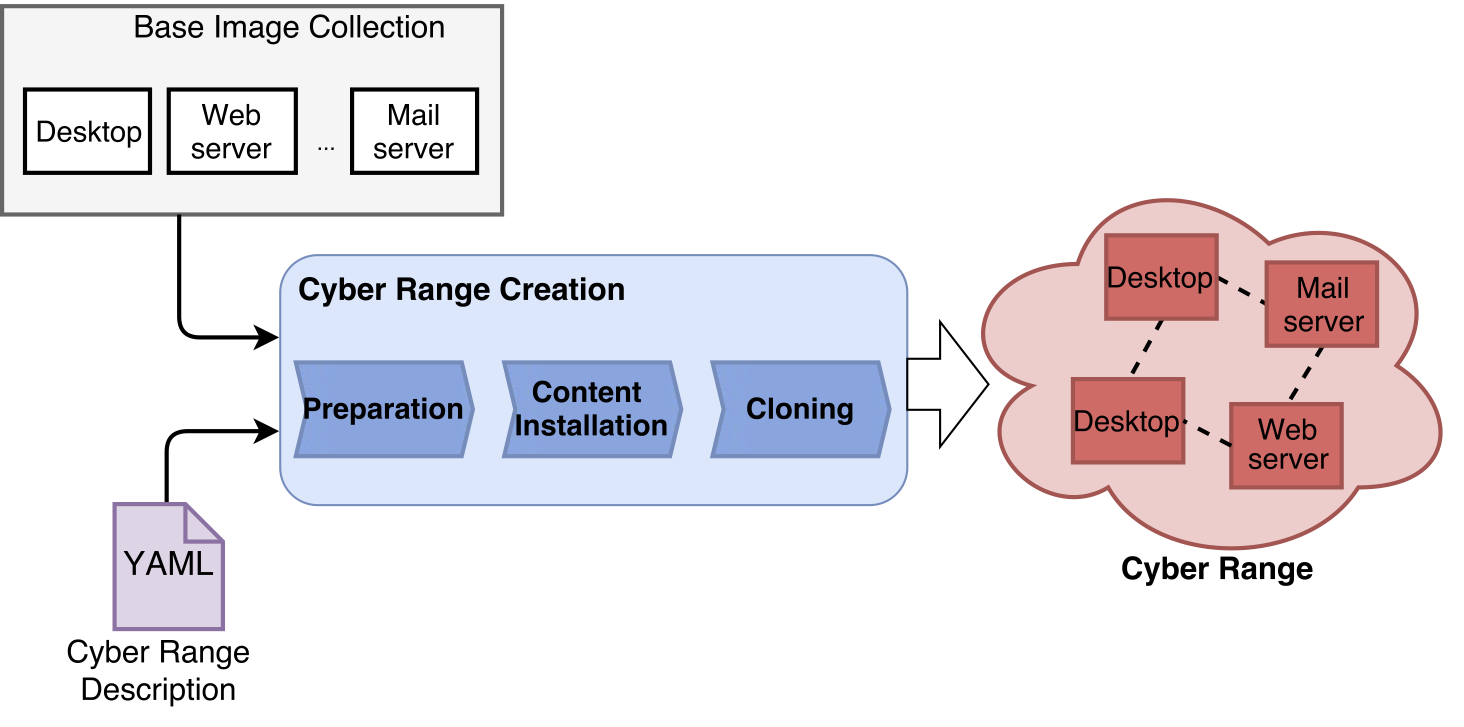 Base Image Collection
Desktop
Web
server
...
Mail
server
Cyber Range Creation
Preparation
Content
Installation
Cloning
YAML
Cyber Range
Description
Desktop
Mail
server
Desktop
Web
server
Cyber Range